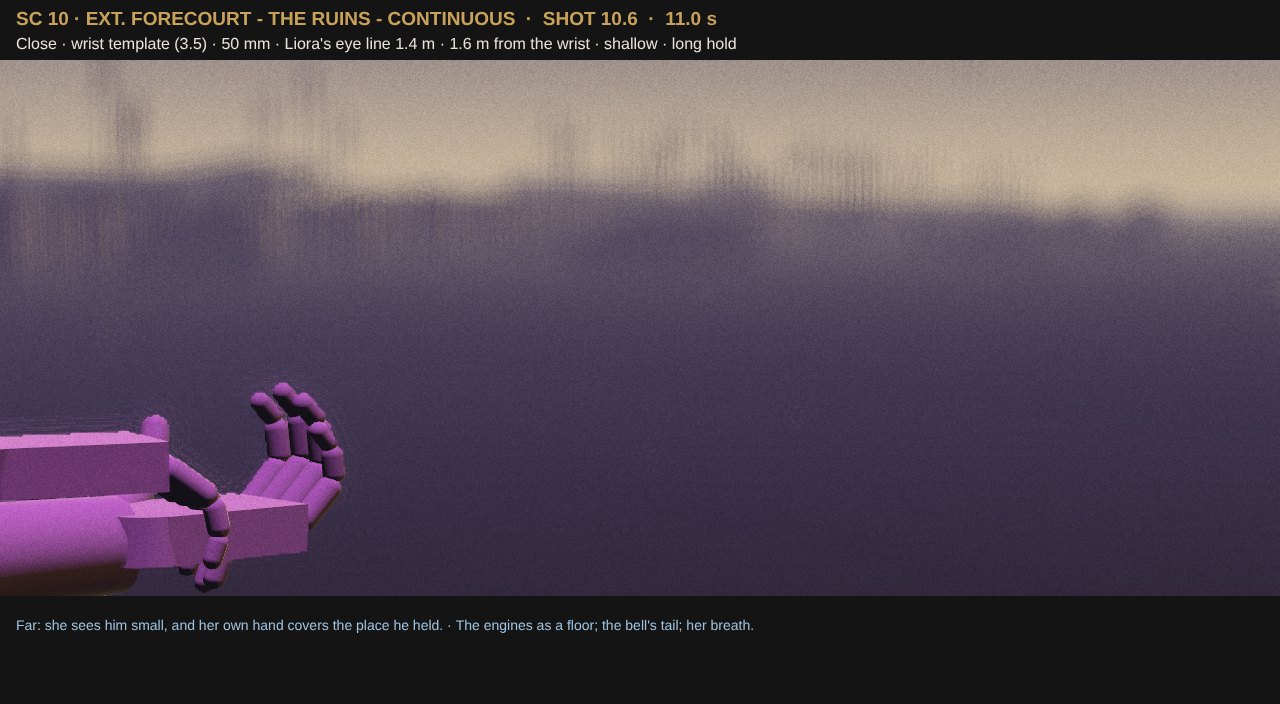 SC 10 · EXT. FORECOURT - THE RUINS - CONTINUOUS · SHOT 10.6 · 11.0 s
Close · wrist template (3.5) · 50 mm · Liora's eye line 1.4 m · 1.6 m from the wrist · shallow · long hold
Far: she sees him small, and her own hand covers the place he held. · The engines as a floor; the bell's tail; her breath.